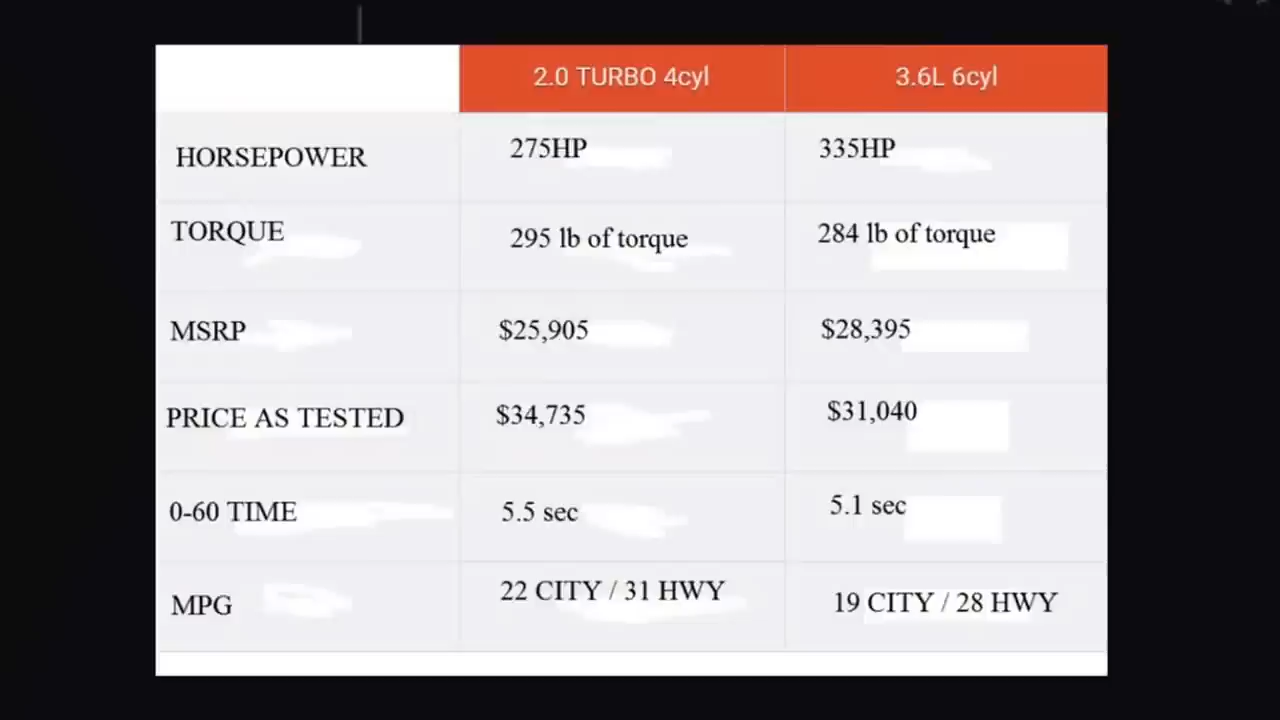 2.0 TURBO 4cyl 3.6L 6cyl
HORSEPOWER 275HP 335HP
TORQUE 295 lb of torque 284 lb of torque
MSRP $25,905 $28,395
PRICE AS TESTED $34,735 $31,040
0-60 TIME 5.5 sec 5.1 sec
MPG 22 CITY / 31 HWY 19 CITY / 28 HWY